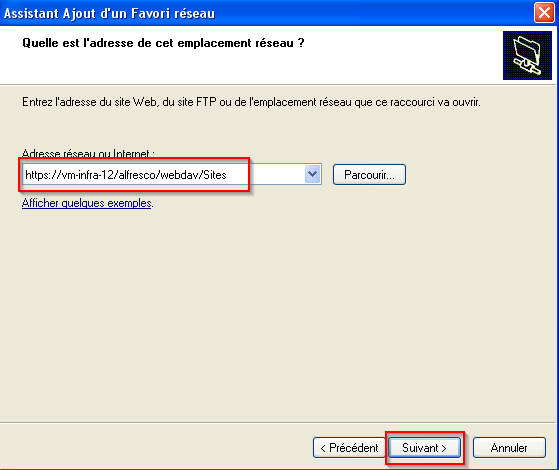 Assistant Ajout d'un Favori réseau
Quelle est l'adresse de cet emplacement réseau ?
Entrez l'adresse du site Web, du site FTP ou de l'emplacement réseau que ce raccourci va ouvrir.
Adresse réseau ou Internet :
https://vm-infra-12/alfresco/webdav/Sites
Parcourir...
Afficher quelques exemples.
< Précédent
Suivant >
Annuler